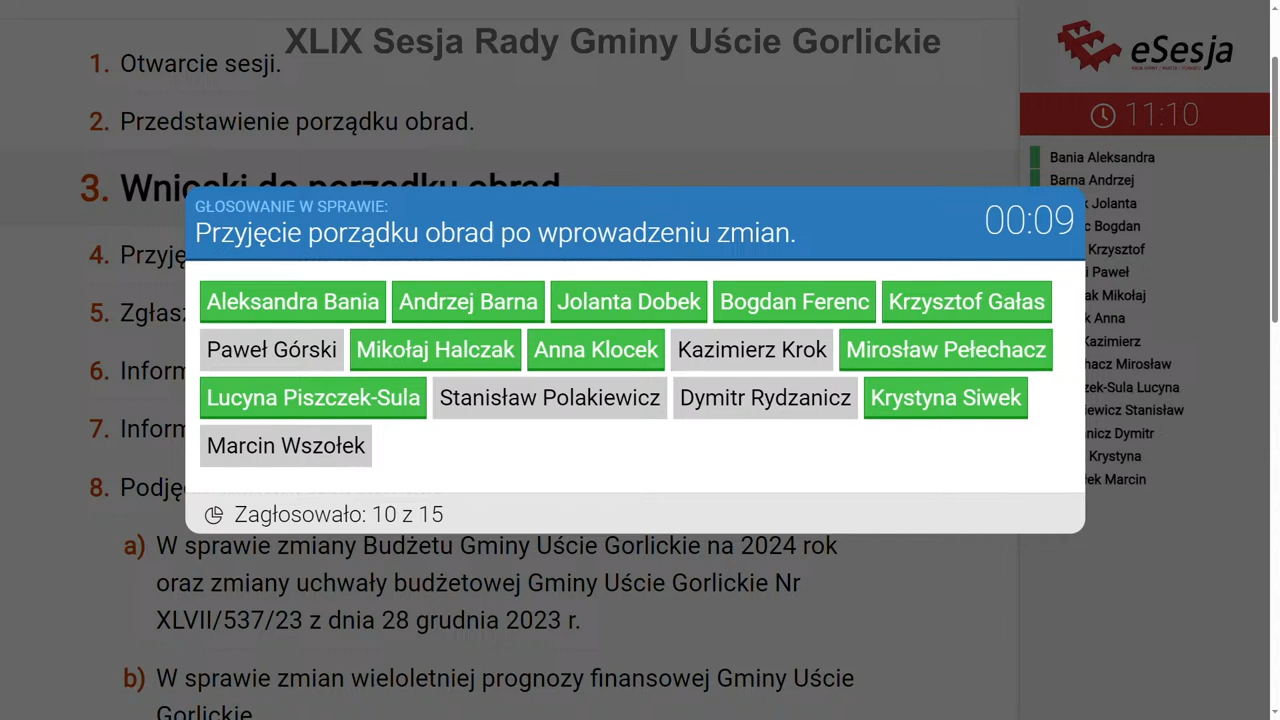 XLIX Sesja Rady Gminy Uście Gorlickie
1. Otwarcie sesji.
2. Przedstawienie porządku obrad.
3. Wnioski do porządku obrad
4.
5.
6.
7.
8.
GŁOSOWANIE W SPRAWIE:
Przyjęcie porządku obrad po wprowadzeniu zmian.
00:09
Aleksandra Bania Andrzej Barna Jolanta Dobek Bogdan Ferenc Krzysztof Gałas
Paweł Górski Mikołaj Halczak Anna Klocek Kazimierz Krok Mirosław Pełechacz
Lucyna Piszczek-Sula Stanisław Polakiewicz Dymitr Rydzanicz Krystyna Siwek
Marcin Wszołek
Zagłosowało: 10 z 15
a) W sprawie zmiany Budżetu Gminy Uście Gorlickie na 2024 rok
oraz zmiany uchwały budżetowej Gminy Uście Gorlickie Nr
XLVII/537/23 z dnia 28 grudnia 2023 r.
b) W sprawie zmian wieloletniej prognozy finansowej Gminy Uście
Gorlickie
eSesja
11:10
Bania Aleksandra
Barna Andrzej
Jolanta
Bogdan
Krzysztof
Paweł
Mikołaj
Anna
Kazimierz
Mirosław
Lucyna
Stanisław
Dymitr
Krystyna
Marcin